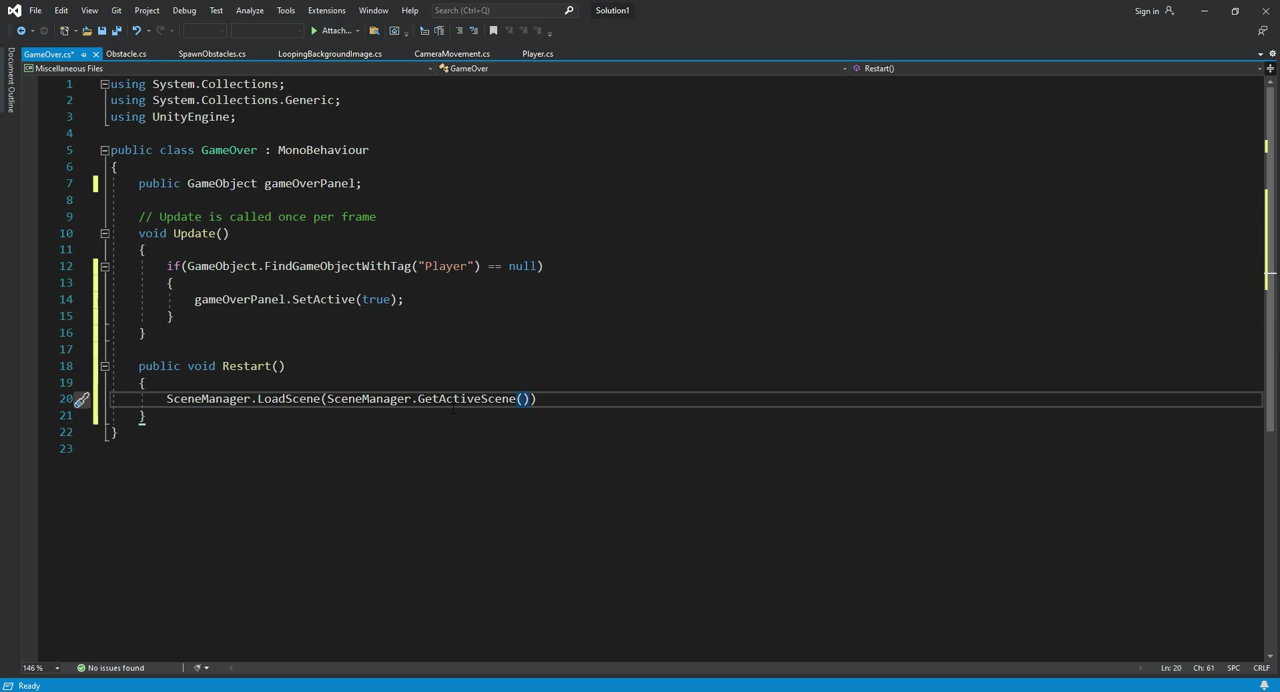 File Edit View Git Project Debug Test Analyze Tools Extensions Window Help Search (Ctrl+Q) Solution1 Sign in
Attach...
GameOver.cs* Obstacle.cs SpawnObstacles.cs LoopingBackgroundImage.cs CameraMovement.cs Player.cs
Document Outline
Miscellaneous Files GameOver Restart()
1 using System.Collections;
2 using System.Collections.Generic;
3 using UnityEngine;
4
5 public class GameOver : MonoBehaviour
6 {
7 public GameObject gameOverPanel;
8
9 // Update is called once per frame
10 void Update()
11 {
12 if(GameObject.FindGameObjectWithTag("Player") == null)
13 {
14 gameOverPanel.SetActive(true);
15 }
16 }
17
18 public void Restart()
19 {
20 SceneManager.LoadScene(SceneManager.GetActiveScene())
21 }
22 }
23
146 % No issues found Ln: 20 Ch: 61 SPC CRLF
Ready